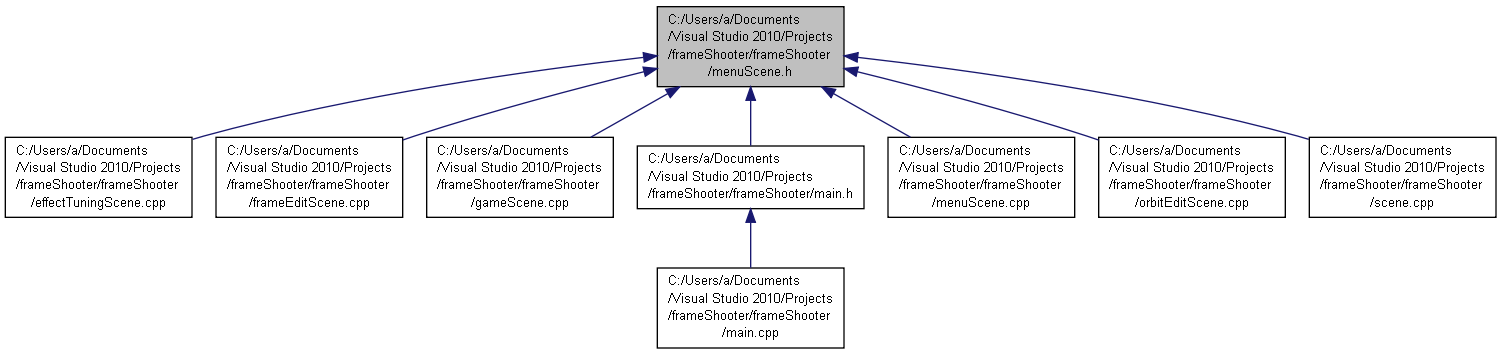 C:/Users/a/Documents
/Visual Studio 2010/Projects
/frameShooter/frameShooter
/menuScene.h
C:/Users/a/Documents
/Visual Studio 2010/Projects
/frameShooter/frameShooter
/effectTuningScene.cpp
C:/Users/a/Documents
/Visual Studio 2010/Projects
/frameShooter/frameShooter
/frameEditScene.cpp
C:/Users/a/Documents
/Visual Studio 2010/Projects
/frameShooter/frameShooter
/gameScene.cpp
C:/Users/a/Documents
/Visual Studio 2010/Projects
/frameShooter/frameShooter/main.h
C:/Users/a/Documents
/Visual Studio 2010/Projects
/frameShooter/frameShooter
/menuScene.cpp
C:/Users/a/Documents
/Visual Studio 2010/Projects
/frameShooter/frameShooter
/orbitEditScene.cpp
C:/Users/a/Documents
/Visual Studio 2010/Projects
/frameShooter/frameShooter
/scene.cpp
C:/Users/a/Documents
/Visual Studio 2010/Projects
/frameShooter/frameShooter
/main.cpp